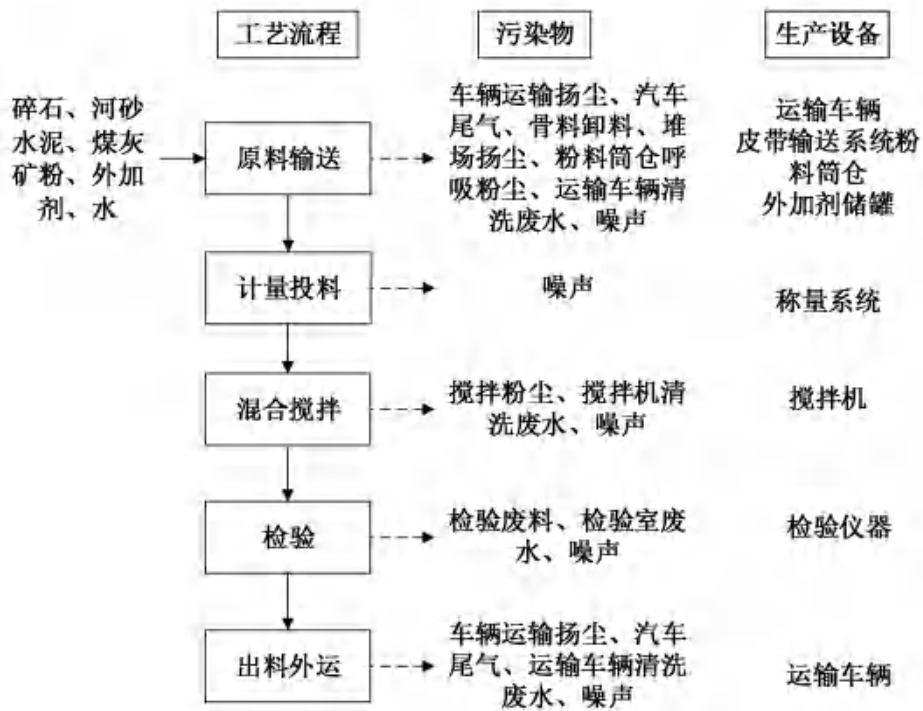 工艺流程
污染物
生产设备
碎石、河砂
水泥、煤灰
矿粉、外加
剂、水
原料输送
车辆运输扬尘、汽车
尾气、骨料卸料、堆
场扬尘、粉料筒仓呼
吸粉尘、运输车辆清
洗废水、噪声
运输车辆
皮带输送系统粉
料筒仓
外加剂储罐
计量投料
噪声
称量系统
混合搅拌
搅拌粉尘、搅拌机清
洗废水、噪声
搅拌机
检验
检验废料、检验室废
水、噪声
检验仪器
出料外运
车辆运输扬尘、汽车
尾气、运输车辆清洗
废水、噪声
运输车辆